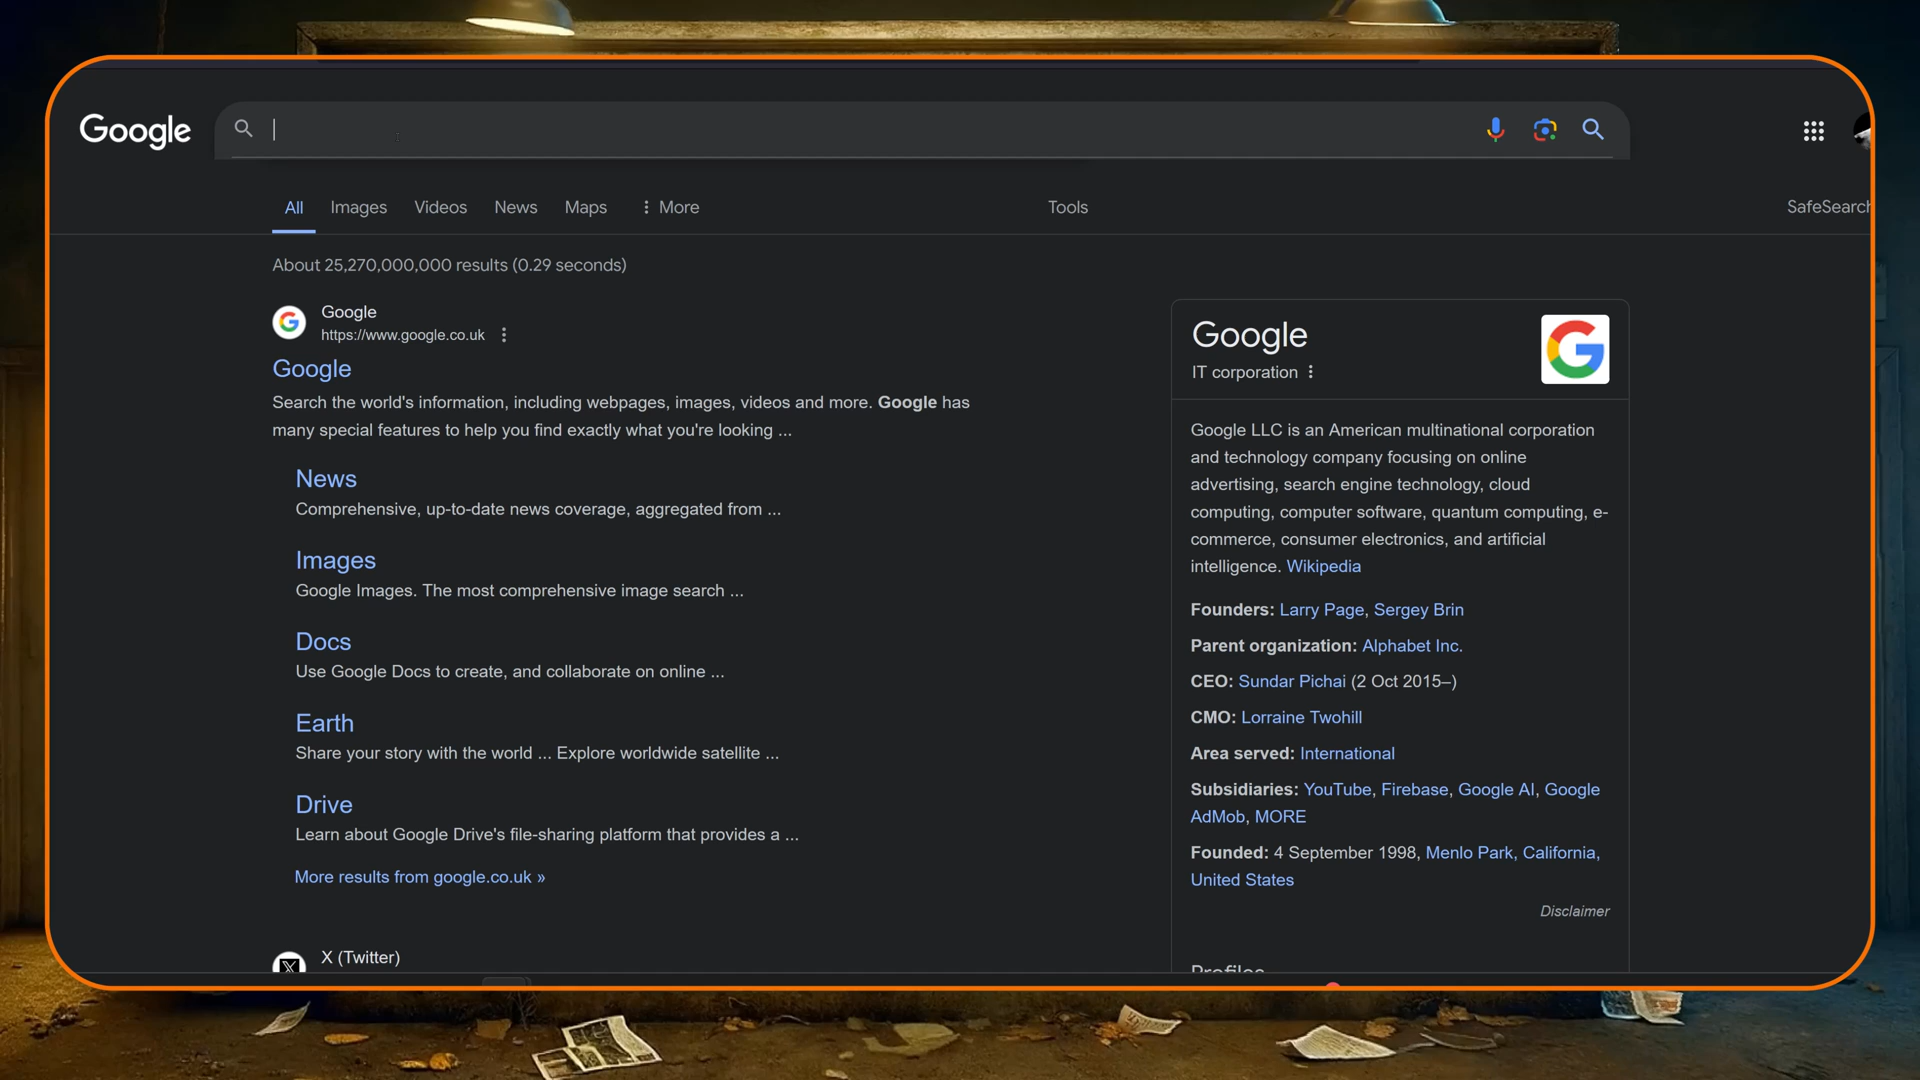 Google
All Images Videos News Maps More Tools SafeSearch
About 25,270,000,000 results (0.29 seconds)
Google
https://www.google.co.uk
Google
Search the world's information, including webpages, images, videos and more. Google has
many special features to help you find exactly what you're looking ...
News
Comprehensive, up-to-date news coverage, aggregated from ...
Images
Google Images. The most comprehensive image search ...
Docs
Use Google Docs to create, and collaborate on online ...
Earth
Share your story with the world ... Explore worldwide satellite ...
Drive
Learn about Google Drive's file-sharing platform that provides a ...
More results from google.co.uk »
X (Twitter)
Google
IT corporation
Google LLC is an American multinational corporation
and technology company focusing on online
advertising, search engine technology, cloud
computing, computer software, quantum computing, e-
commerce, consumer electronics, and artificial
intelligence. Wikipedia
Founders: Larry Page, Sergey Brin
Parent organization: Alphabet Inc.
CEO: Sundar Pichai (2 Oct 2015–)
CMO: Lorraine Twohill
Area served: International
Subsidiaries: YouTube, Firebase, Google AI, Google
AdMob, MORE
Founded: 4 September 1998, Menlo Park, California,
United States
Disclaimer
Profiles